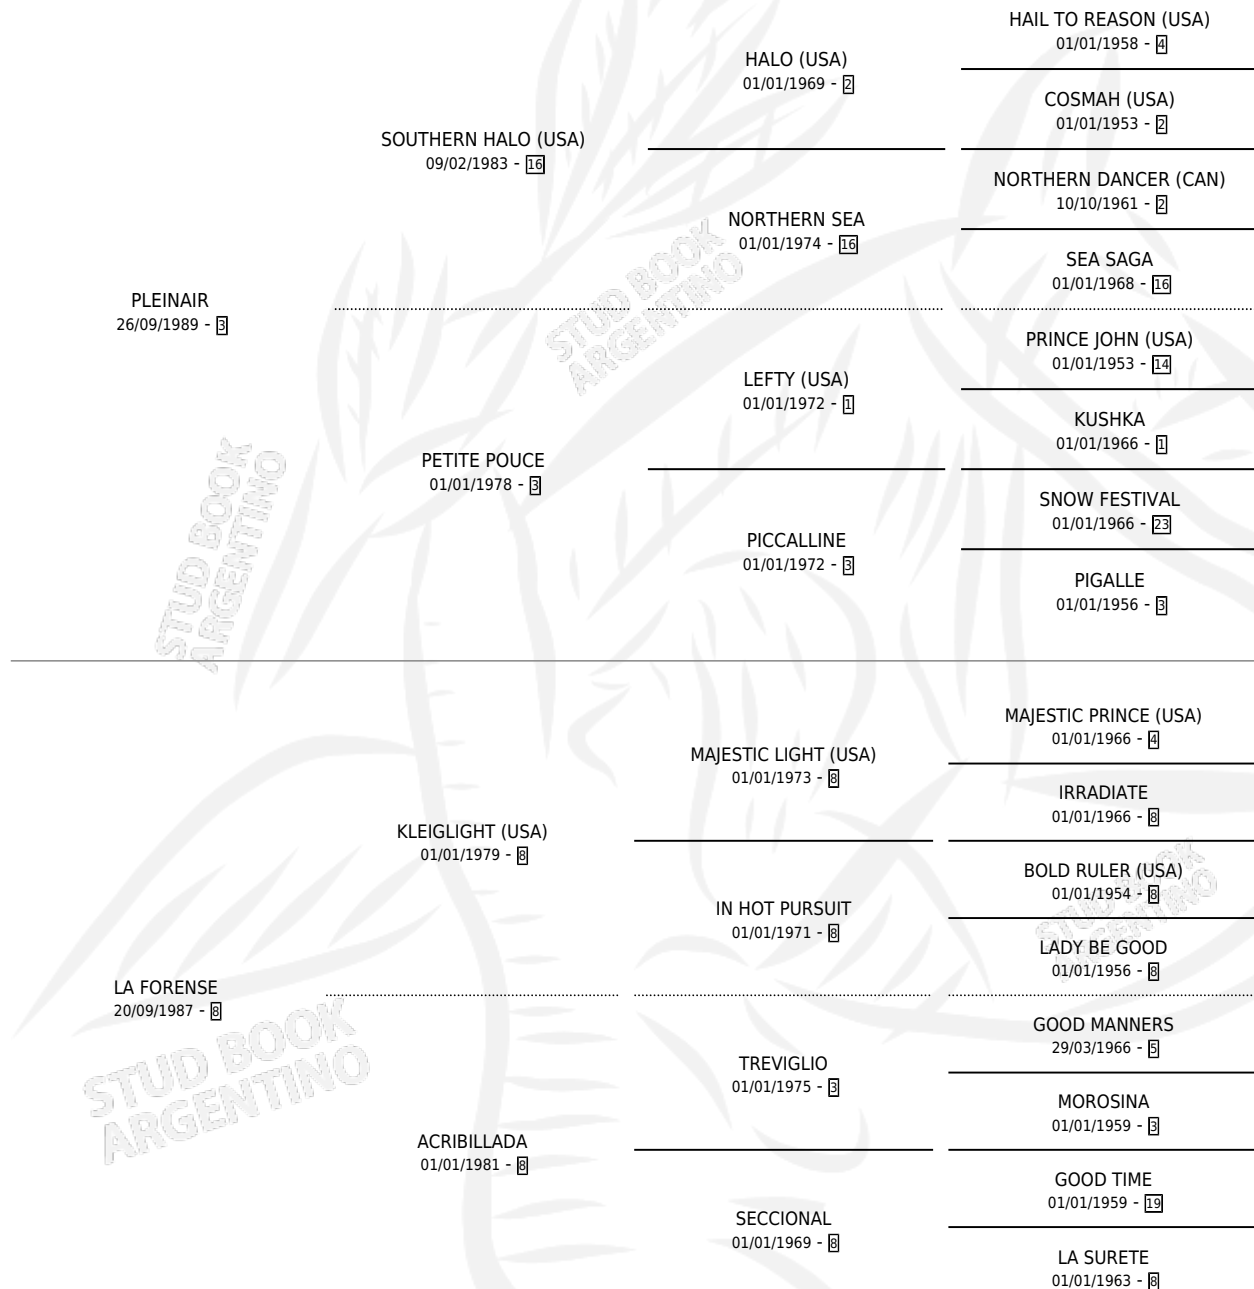 HAIL TO REASON (USA)
01/01/1958 - 4
HALO (USA)
01/01/1969 - 2
COSMAH (USA)
01/01/1953 - 2
SOUTHERN HALO (USA)
09/02/1983 - 16
NORTHERN DANCER (CAN)
10/10/1961 - 2
NORTHERN SEA
01/01/1974 - 16
SEA SAGA
01/01/1968 - 16
PLEINAIR
26/09/1989 - 3
PRINCE JOHN (USA)
01/01/1953 - 14
LEFTY (USA)
01/01/1972 - 1
KUSHKA
01/01/1966 - 1
PETITE POUCE
01/01/1978 - 3
SNOW FESTIVAL
01/01/1966 - 23
PICCALLINE
01/01/1972 - 3
PIGALLE
01/01/1956 - 3
MAJESTIC PRINCE (USA)
01/01/1966 - 4
MAJESTIC LIGHT (USA)
01/01/1973 - 8
IRRADIATE
01/01/1966 - 8
KLEIGLIGHT (USA)
01/01/1979 - 8
BOLD RULER (USA)
01/01/1954 - 8
IN HOT PURSUIT
01/01/1971 - 8
LADY BE GOOD
01/01/1956 - 8
LA FORENSE
20/09/1987 - 8
GOOD MANNERS
29/03/1966 - 5
TREVIGLIO
01/01/1975 - 3
MOROSINA
01/01/1959 - 3
ACRIBILLADA
01/01/1981 - 8
GOOD TIME
01/01/1959 - 19
SECCIONAL
01/01/1969 - 8
LA SURETE
01/01/1963 - 8
STUD BOOK
ARGENTINO
STUD BOOK
ARGENTINO
STUD BOOK
ARGENTINO
STUD BOOK
ARGENTINO